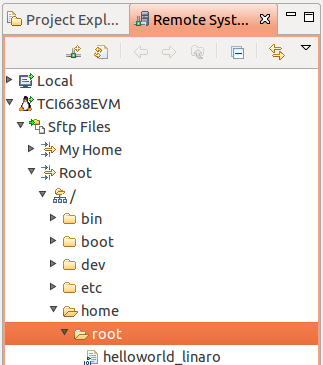 Project Expl... Remote Syst...
Local
TCI6638EVM
Sftp Files
My Home
Root
/
bin
boot
dev
etc
home
root
helloworld_linaro